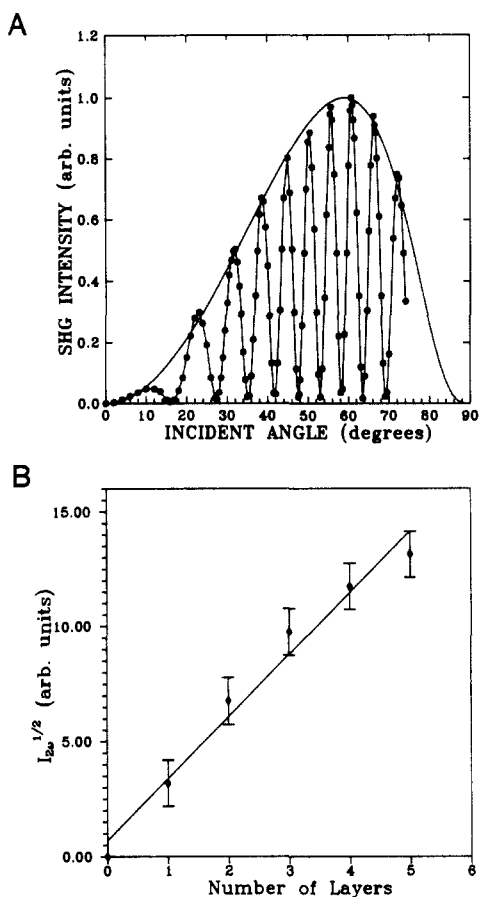 A
SHG INTENSITY (arb. units)
1.2
1.0
0.8
0.6
0.4
0.2
0.0
0 10 20 30 40 50 60 70 80 90
INCIDENT ANGLE (degrees)
B
I2ω 1/2 (arb. units)
15.00
10.00
5.00
0.00
0 1 2 3 4 5 6
Number of Layers